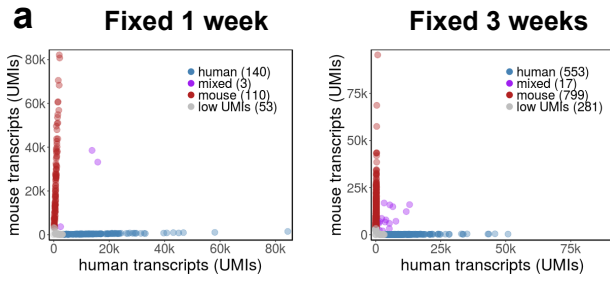 a
Fixed 1 week
Fixed 3 weeks
mouse transcripts (UMIs)
80k
60k
40k
20k
0
human (140)
mixed (3)
mouse (110)
low UMIs (53)
0 20k 40k 60k 80k
human transcripts (UMIs)
mouse transcripts (UMIs)
75k
50k
25k
0
human (553)
mixed (17)
mouse (799)
low UMIs (281)
0 25k 50k 75k
human transcripts (UMIs)